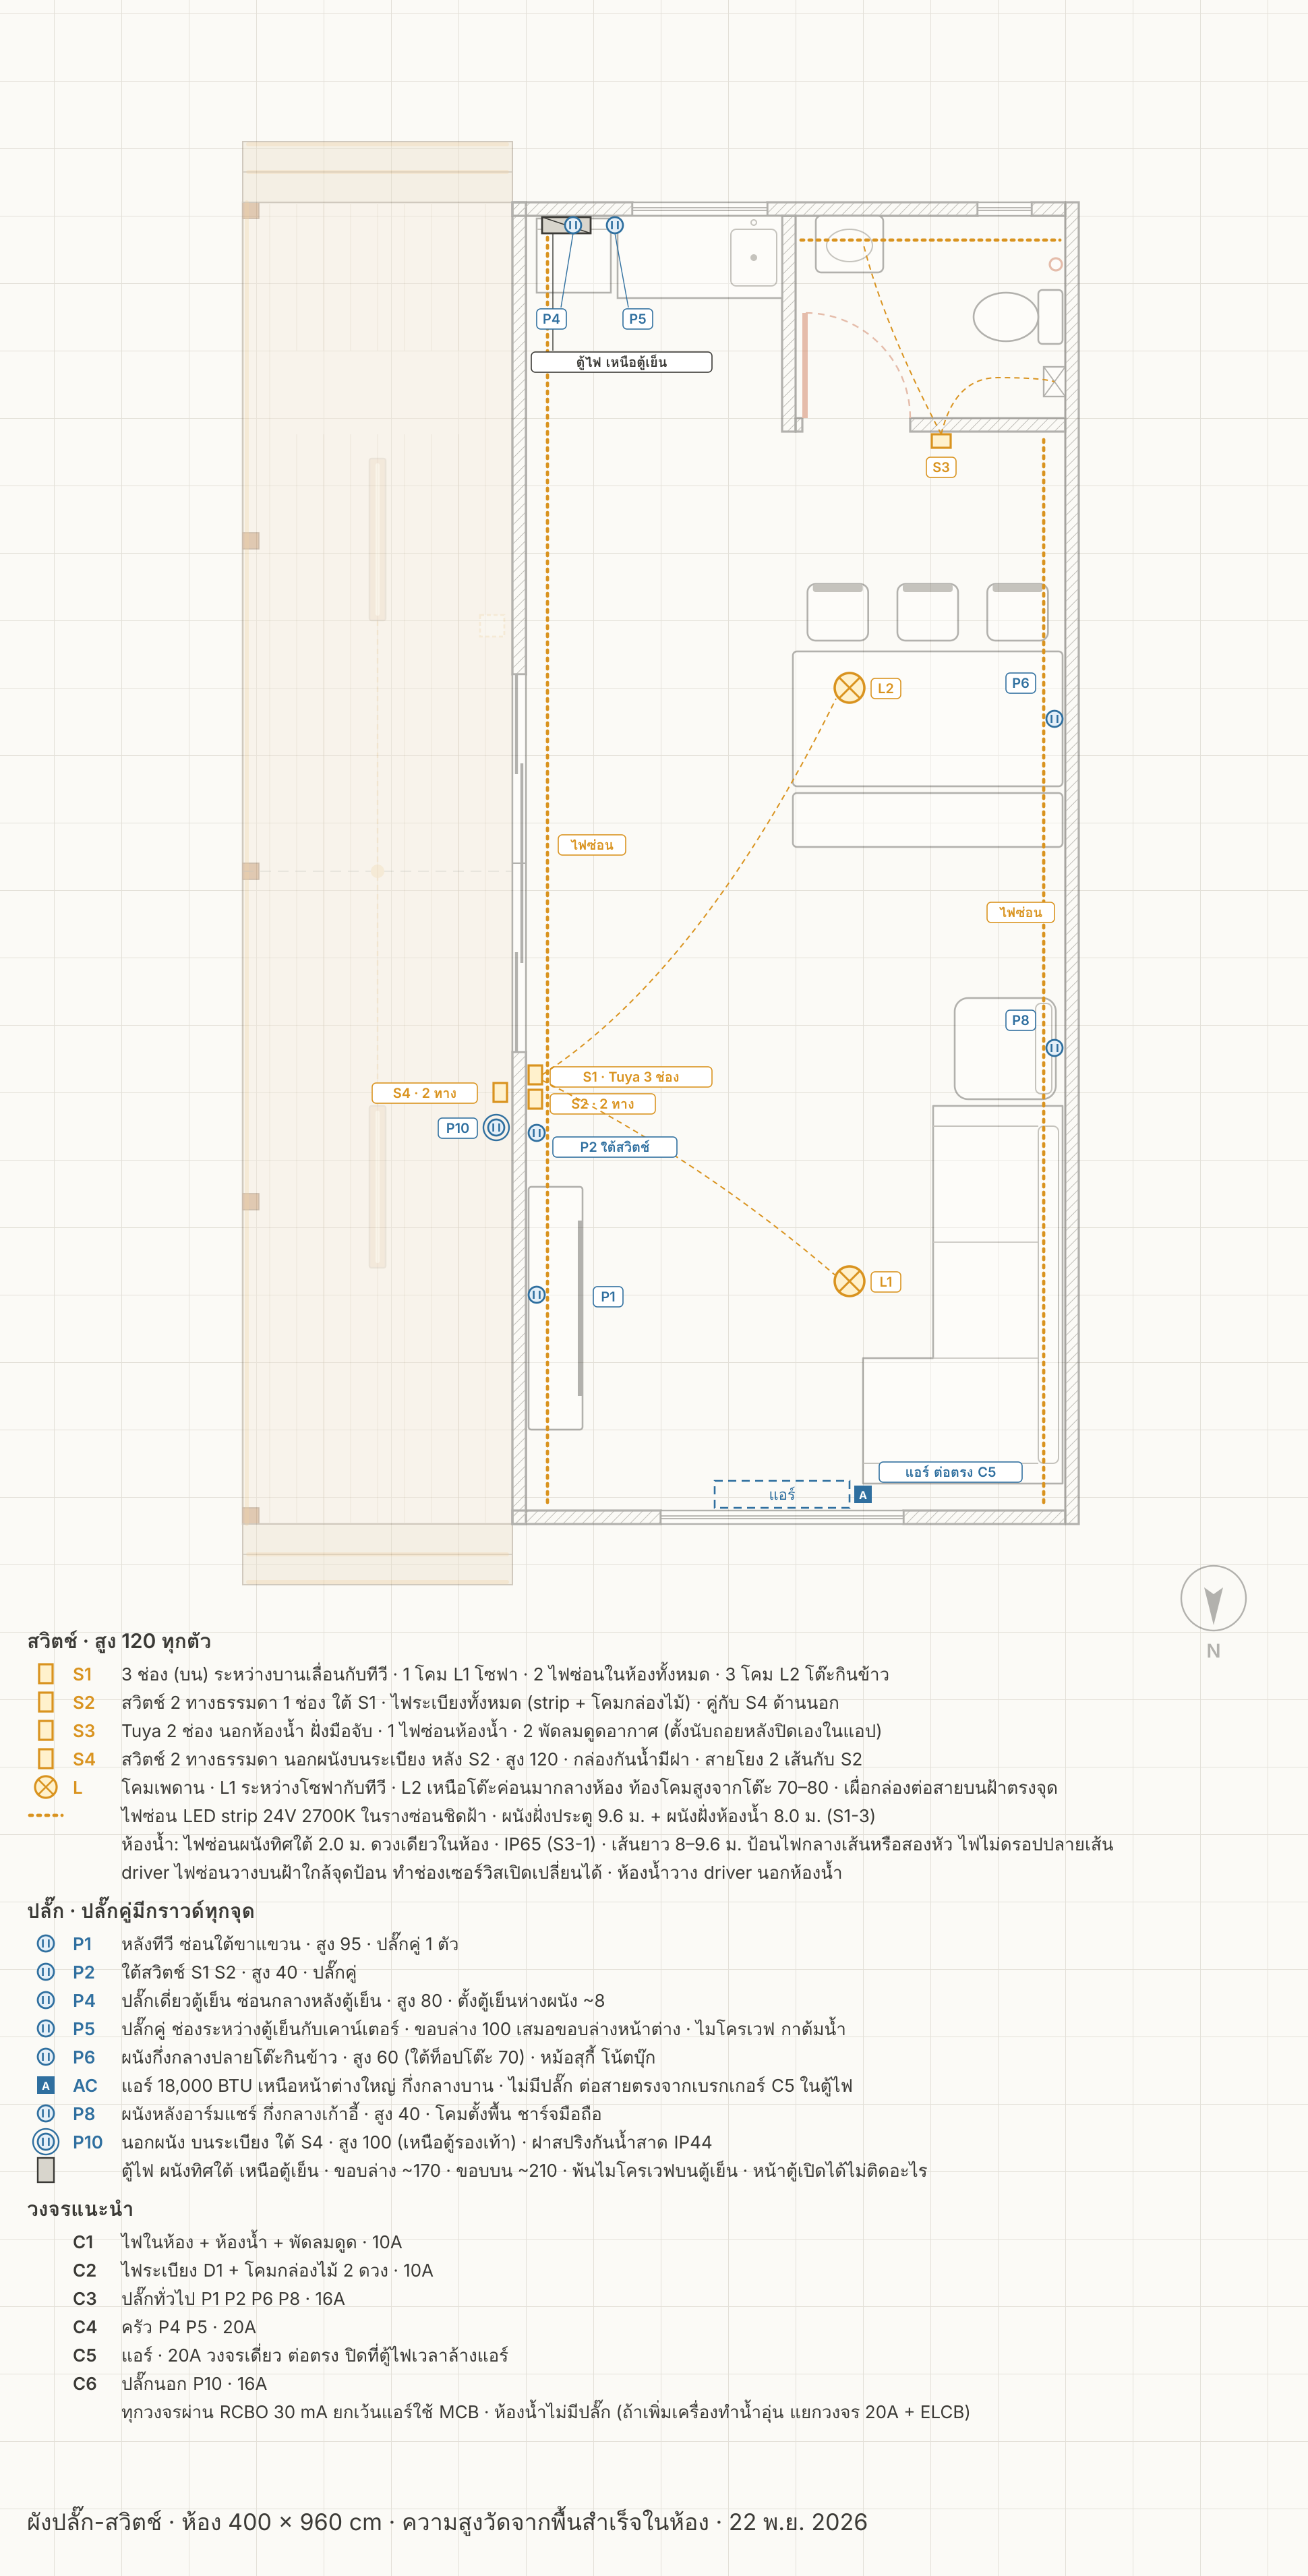 P4
P5
ตู้ไฟ เหนือตู้เย็น
S3
L2
P6
ไฟซ่อน
ไฟซ่อน
P8
S1 · Tuya 3 ช่อง
S4 · 2 ทาง
S2 · 2 ทาง
P10
P2 ใต้สวิตช์
L1
P1
แอร์ ต่อตรง C5
แอร์
A
N
สวิตช์ · สูง 120 ทุกตัว
S1 3 ช่อง (บน) ระหว่างบานเลื่อนกับทีวี · 1 โคม L1 โซฟา · 2 ไฟซ่อนในห้องทั้งหมด · 3 โคม L2 โต๊ะกินข้าว
S2 สวิตช์ 2 ทางธรรมดา 1 ช่อง ใต้ S1 · ไฟระเบียงทั้งหมด (strip + โคมกล่องไม้) · คู่กับ S4 ด้านนอก
S3 Tuya 2 ช่อง นอกห้องน้ำ ฝั่งมือจับ · 1 ไฟซ่อนห้องน้ำ · 2 พัดลมดูดอากาศ (ตั้งนับถอยหลังปิดเองในแอป)
S4 สวิตช์ 2 ทางธรรมดา นอกผนังบนระเบียง หลัง S2 · สูง 120 · กล่องกันน้ำมีฝา · สายโยง 2 เส้นกับ S2
L โคมเพดาน · L1 ระหว่างโซฟากับทีวี · L2 เหนือโต๊ะค่อนมากลางห้อง ท้องโคมสูงจากโต๊ะ 70–80 · เผื่อกล่องต่อสายบนฝ้าตรงจุด
ไฟซ่อน LED strip 24V 2700K ในรางซ่อนชิดฝ้า · ผนังฝั่งประตู 9.6 ม. + ผนังฝั่งห้องน้ำ 8.0 ม. (S1-3)
ห้องน้ำ: ไฟซ่อนผนังทิศใต้ 2.0 ม. ดวงเดียวในห้อง · IP65 (S3-1) · เส้นยาว 8–9.6 ม. ป้อนไฟกลางเส้นหรือสองหัว ไฟไม่ดรอปปลายเส้น
driver ไฟซ่อนวางบนฝ้าใกล้จุดป้อน ทำช่องเซอร์วิสเปิดเปลี่ยนได้ · ห้องน้ำวาง driver นอกห้องน้ำ
ปลั๊ก · ปลั๊กคู่มีกราวด์ทุกจุด
P1 หลังทีวี ซ่อนใต้ขาแขวน · สูง 95 · ปลั๊กคู่ 1 ตัว
P2 ใต้สวิตช์ S1 S2 · สูง 40 · ปลั๊กคู่
P4 ปลั๊กเดี่ยวตู้เย็น ซ่อนกลางหลังตู้เย็น · สูง 80 · ตั้งตู้เย็นห่างผนัง ~8
P5 ปลั๊กคู่ ช่องระหว่างตู้เย็นกับเคาน์เตอร์ · ขอบล่าง 100 เสมอขอบล่างหน้าต่าง · ไมโครเวฟ กาต้มน้ำ
P6 ผนังกึ่งกลางปลายโต๊ะกินข้าว · สูง 60 (ใต้ท็อปโต๊ะ 70) · หม้อสุกี้ โน้ตบุ๊ก
A AC แอร์ 18,000 BTU เหนือหน้าต่างใหญ่ กึ่งกลางบาน · ไม่มีปลั๊ก ต่อสายตรงจากเบรกเกอร์ C5 ในตู้ไฟ
P8 ผนังหลังอาร์มแชร์ กึ่งกลางเก้าอี้ · สูง 40 · โคมตั้งพื้น ชาร์จมือถือ
P10 นอกผนัง บนระเบียง ใต้ S4 · สูง 100 (เหนือตู้รองเท้า) · ฝาสปริงกันน้ำสาด IP44
ตู้ไฟ ผนังทิศใต้ เหนือตู้เย็น · ขอบล่าง ~170 · ขอบบน ~210 · พ้นไมโครเวฟบนตู้เย็น · หน้าตู้เปิดได้ไม่ติดอะไร
วงจรแนะนำ
C1 ไฟในห้อง + ห้องน้ำ + พัดลมดูด · 10A
C2 ไฟระเบียง D1 + โคมกล่องไม้ 2 ดวง · 10A
C3 ปลั๊กทั่วไป P1 P2 P6 P8 · 16A
C4 ครัว P4 P5 · 20A
C5 แอร์ · 20A วงจรเดี่ยว ต่อตรง ปิดที่ตู้ไฟเวลาล้างแอร์
C6 ปลั๊กนอก P10 · 16A
ทุกวงจรผ่าน RCBO 30 mA ยกเว้นแอร์ใช้ MCB · ห้องน้ำไม่มีปลั๊ก (ถ้าเพิ่มเครื่องทำน้ำอุ่น แยกวงจร 20A + ELCB)
ผังปลั๊ก-สวิตช์ · ห้อง 400 × 960 cm · ความสูงวัดจากพื้นสำเร็จในห้อง · 22 พ.ย. 2026